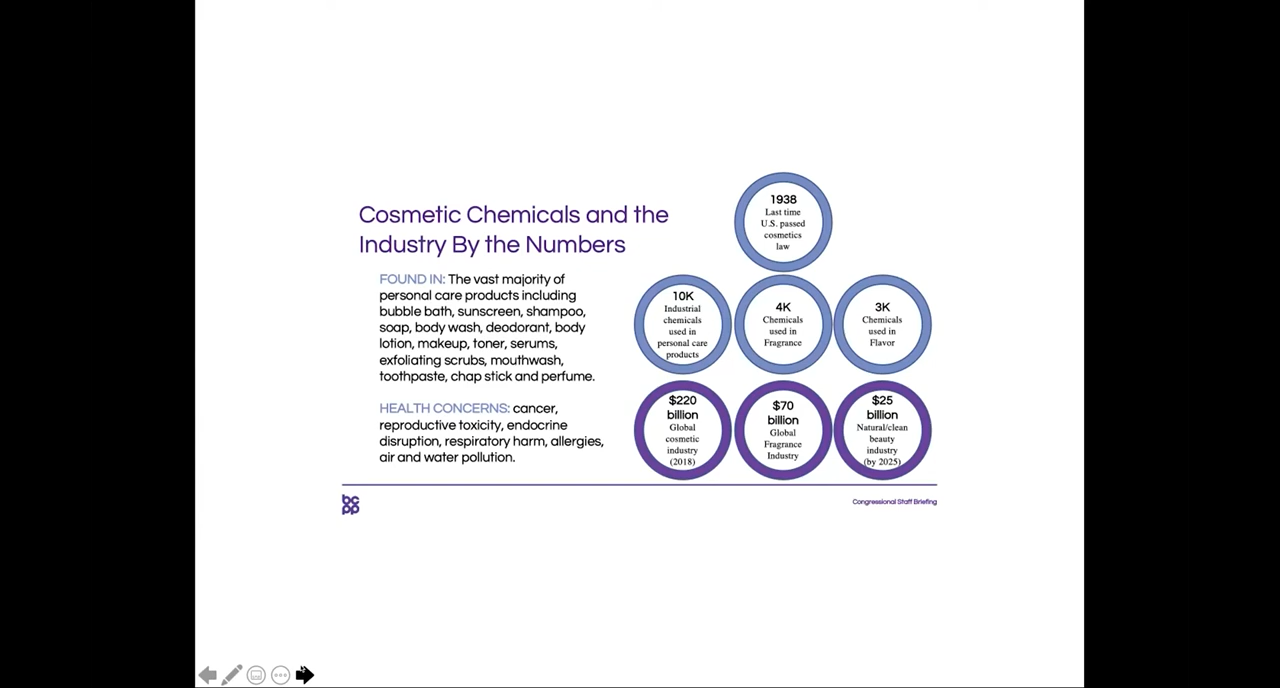 Cosmetic Chemicals and the
Industry By the Numbers
FOUND IN: The vast majority of
personal care products including
bubble bath, sunscreen, shampoo,
soap, body wash, deodorant, body
lotion, makeup, toner, serums,
exfoliating scrubs, mouthwash,
toothpaste, chap stick and perfume.
HEALTH CONCERNS: cancer,
reproductive toxicity, endocrine
disruption, respiratory harm, allergies,
air and water pollution.
1938
Last time
U.S. passed
cosmetics
law
10K
Industrial
chemicals
used in
personal care
products
4K
Chemicals
used in
Fragrance
3K
Chemicals
used in
Flavor
$220
billion
Global
cosmetic
industry
(2018)
$70
billion
Global
Fragrance
Industry
$25
billion
Natural/clean
beauty
industry
(by 2025)
bc
pp
Congressional Staff Briefing